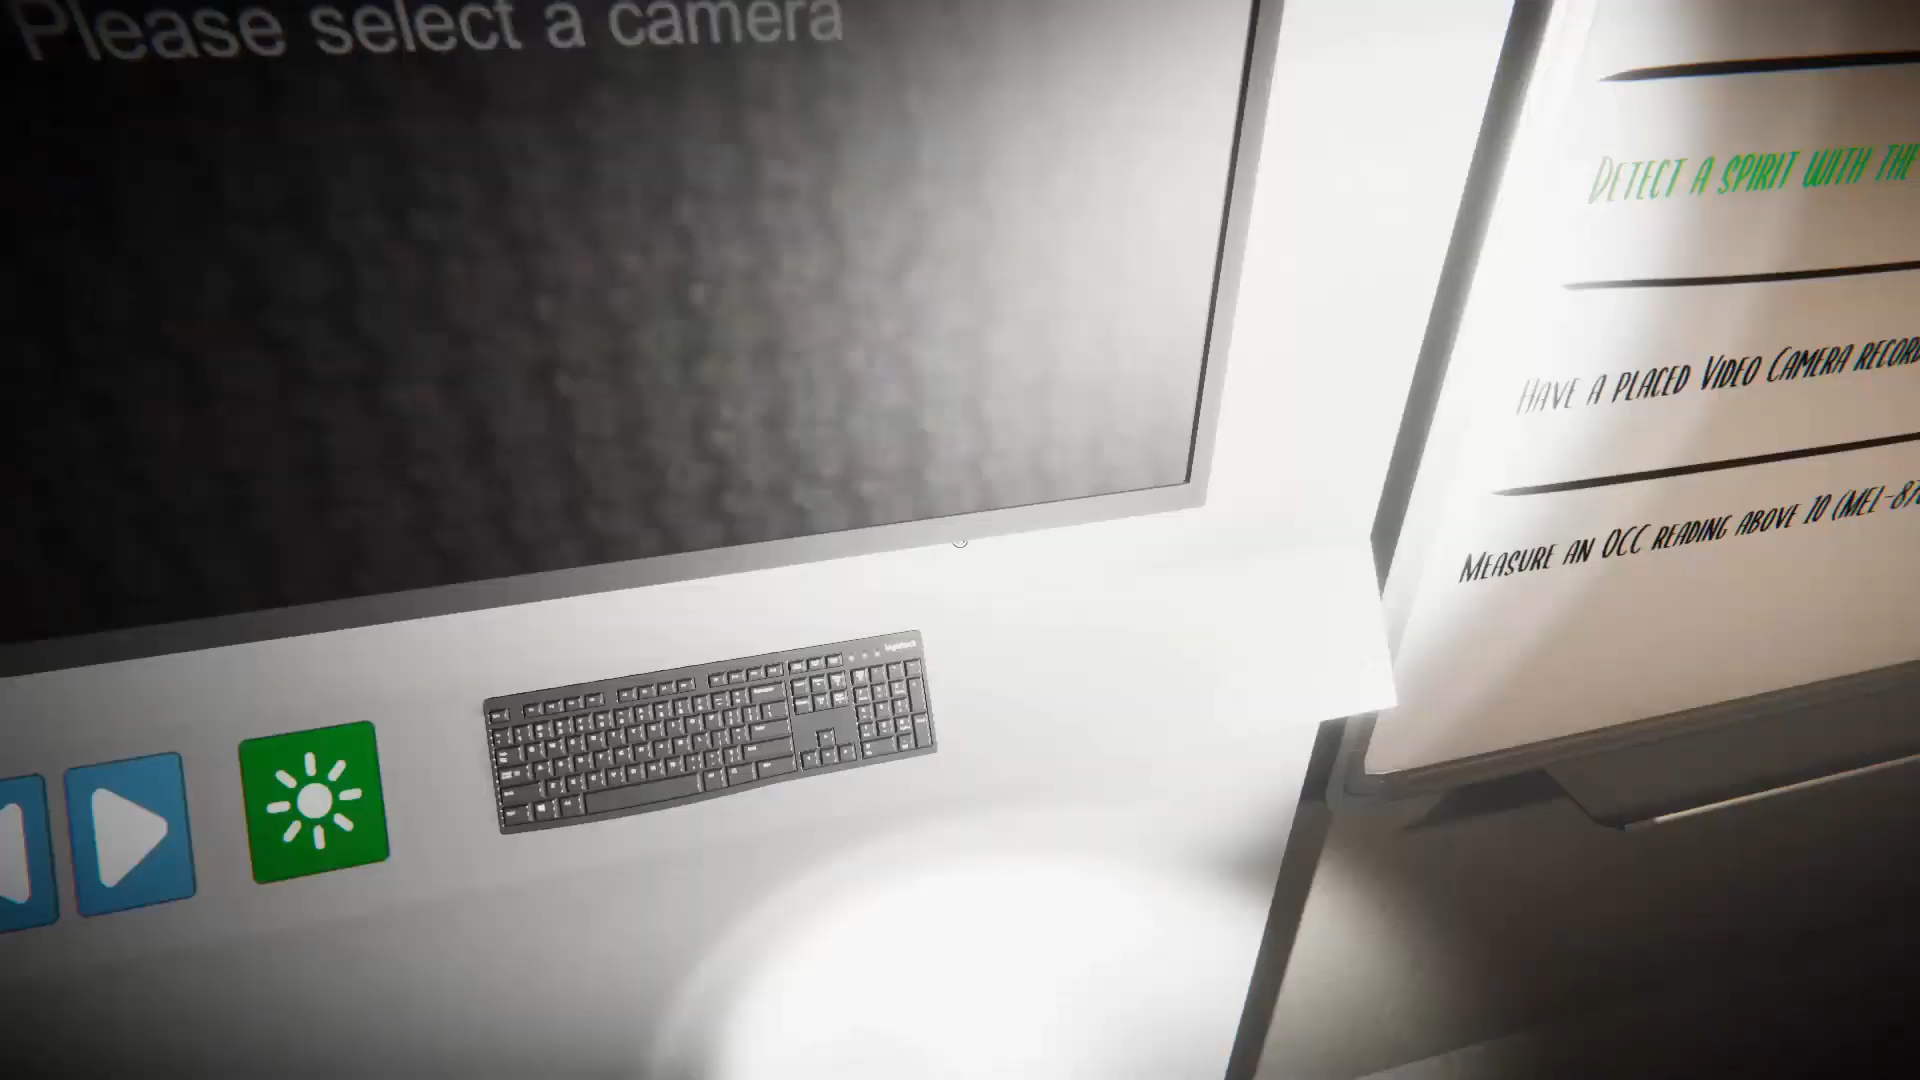 Please select a camera
DETECT A SPIRIT WITH THE
HAVE A PLACED VIDEO CAMERA RECORD
MEASURE AN OCC READING ABOVE 10 (MEL-87